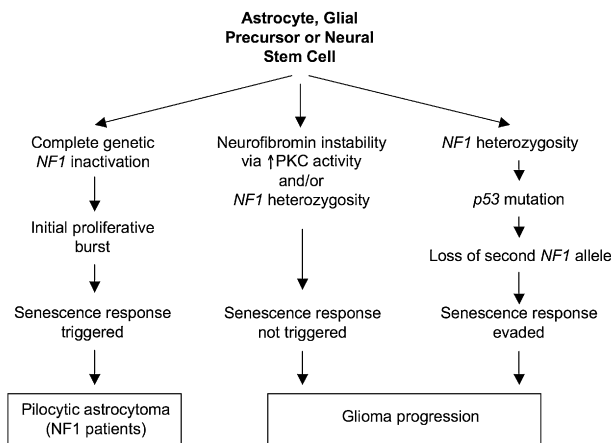 Astrocyte, Glial
Precursor or Neural
Stem Cell
Complete genetic
NF1 inactivation
Initial proliferative
burst
Senescence response
triggered
Pilocytic astrocytoma
(NF1 patients)
Neurofibromin instability
via ↑PKC activity
and/or
NF1 heterozygosity
Senescence response
not triggered
NF1 heterozygosity
p53 mutation
Loss of second NF1 allele
Senescence response
evaded
Glioma progression